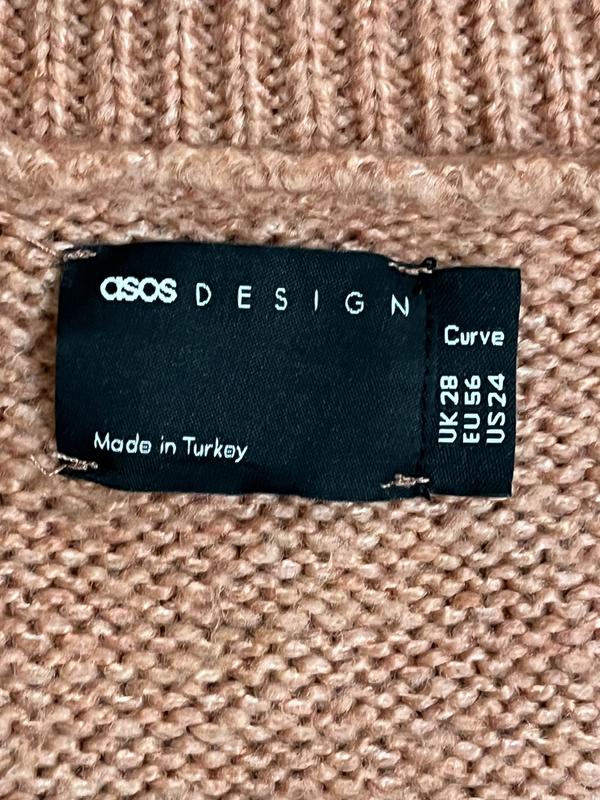 asos DESIGN
Made in Turkey
Curve
UK 28
EU 56
US 24